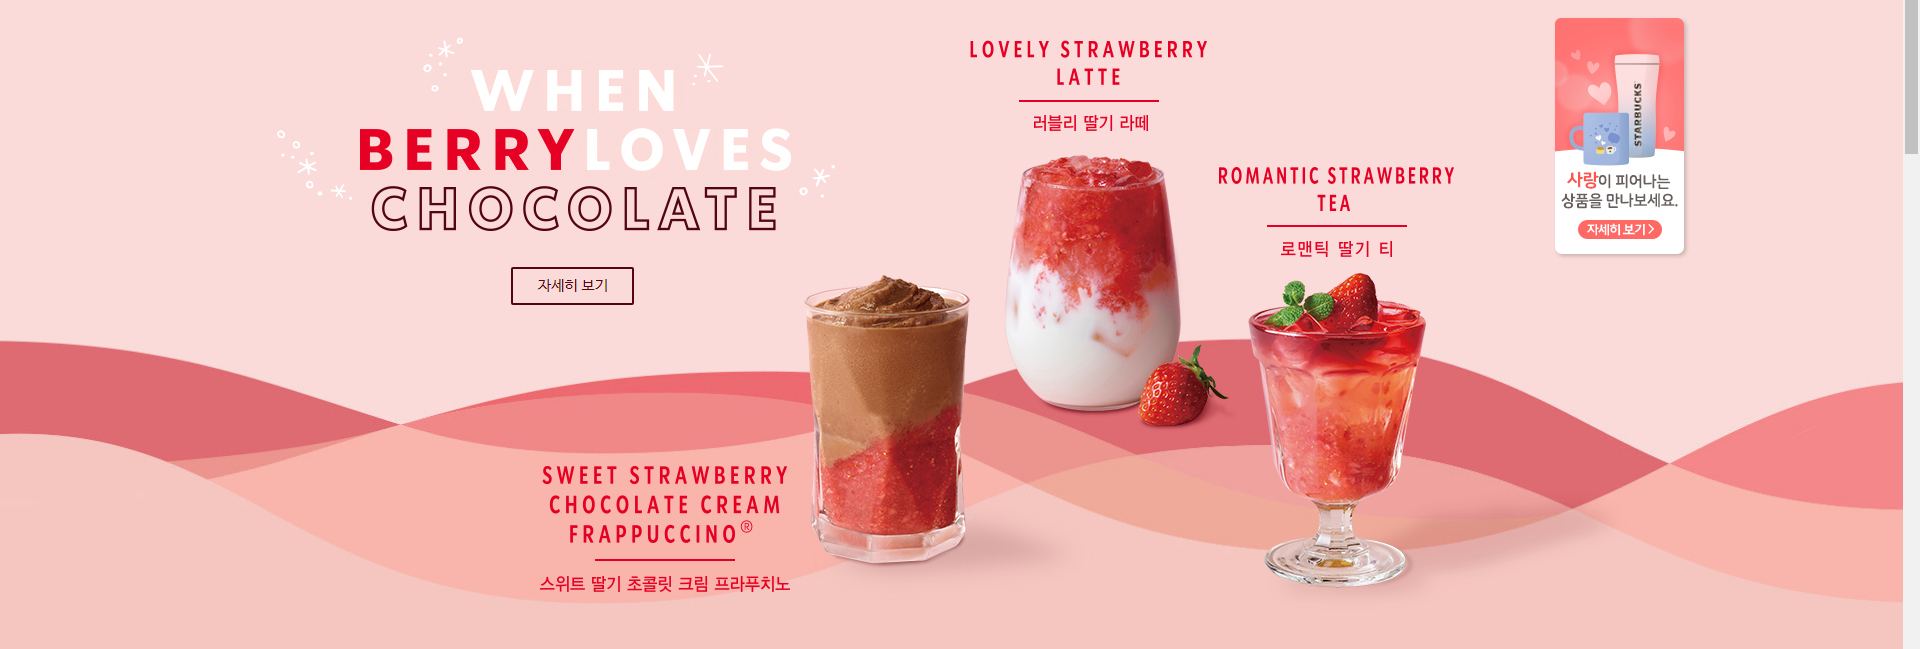 WHEN
BERRYLOVES
CHOCOLATE
자세히 보기
LOVELY STRAWBERRY
LATTE
러블리 딸기 라떼
ROMANTIC STRAWBERRY
TEA
로맨틱 딸기 티
SWEET STRAWBERRY
CHOCOLATE CREAM
FRAPPUCCINO®
스위트 딸기 초콜릿 크림 프라푸치노
STARBUCKS
사랑이 피어나는
상품을 만나보세요.
자세히 보기 >